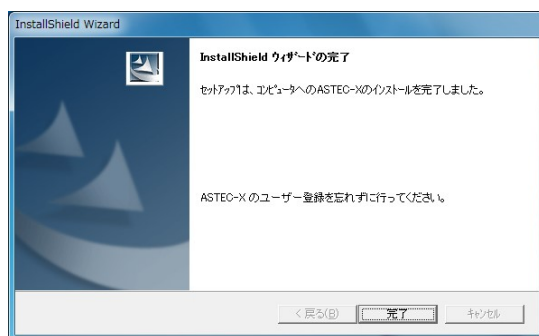 InstallShield Wizard
InstallShield ウィザードの完了
セットアップは、コンピュータへのASTEC-Xのインストールを完了しました。
ASTEC-X のユーザー登録を忘れずに行ってください。
< 戻る(B)
完了
キャンセル